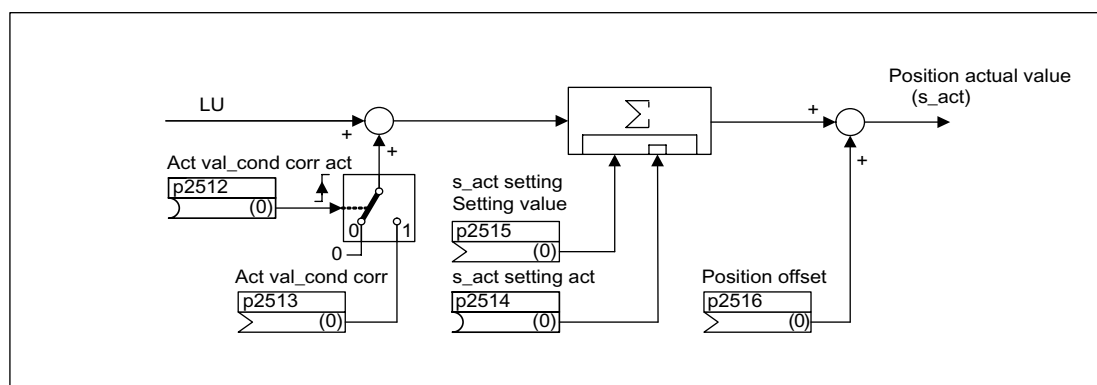 Position actual value
(s_act)
LU
+
+
+
+
Σ
Act val_cond corr act
p2512
(0)
0
1
0
s_act setting
Setting value
p2515
(0)
Act val_cond corr
p2513
(0)
s_act setting act
p2514
(0)
Position offset
p2516
(0)